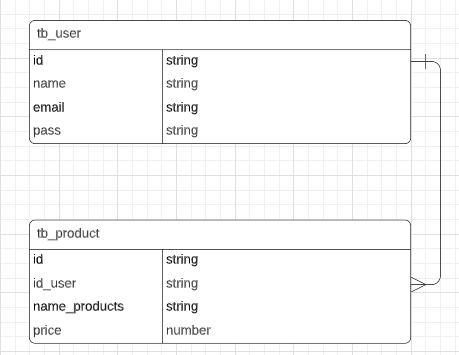 tb_user
id string
name string
email string
pass string
tb_product
id string
id_user string
name_products string
price number